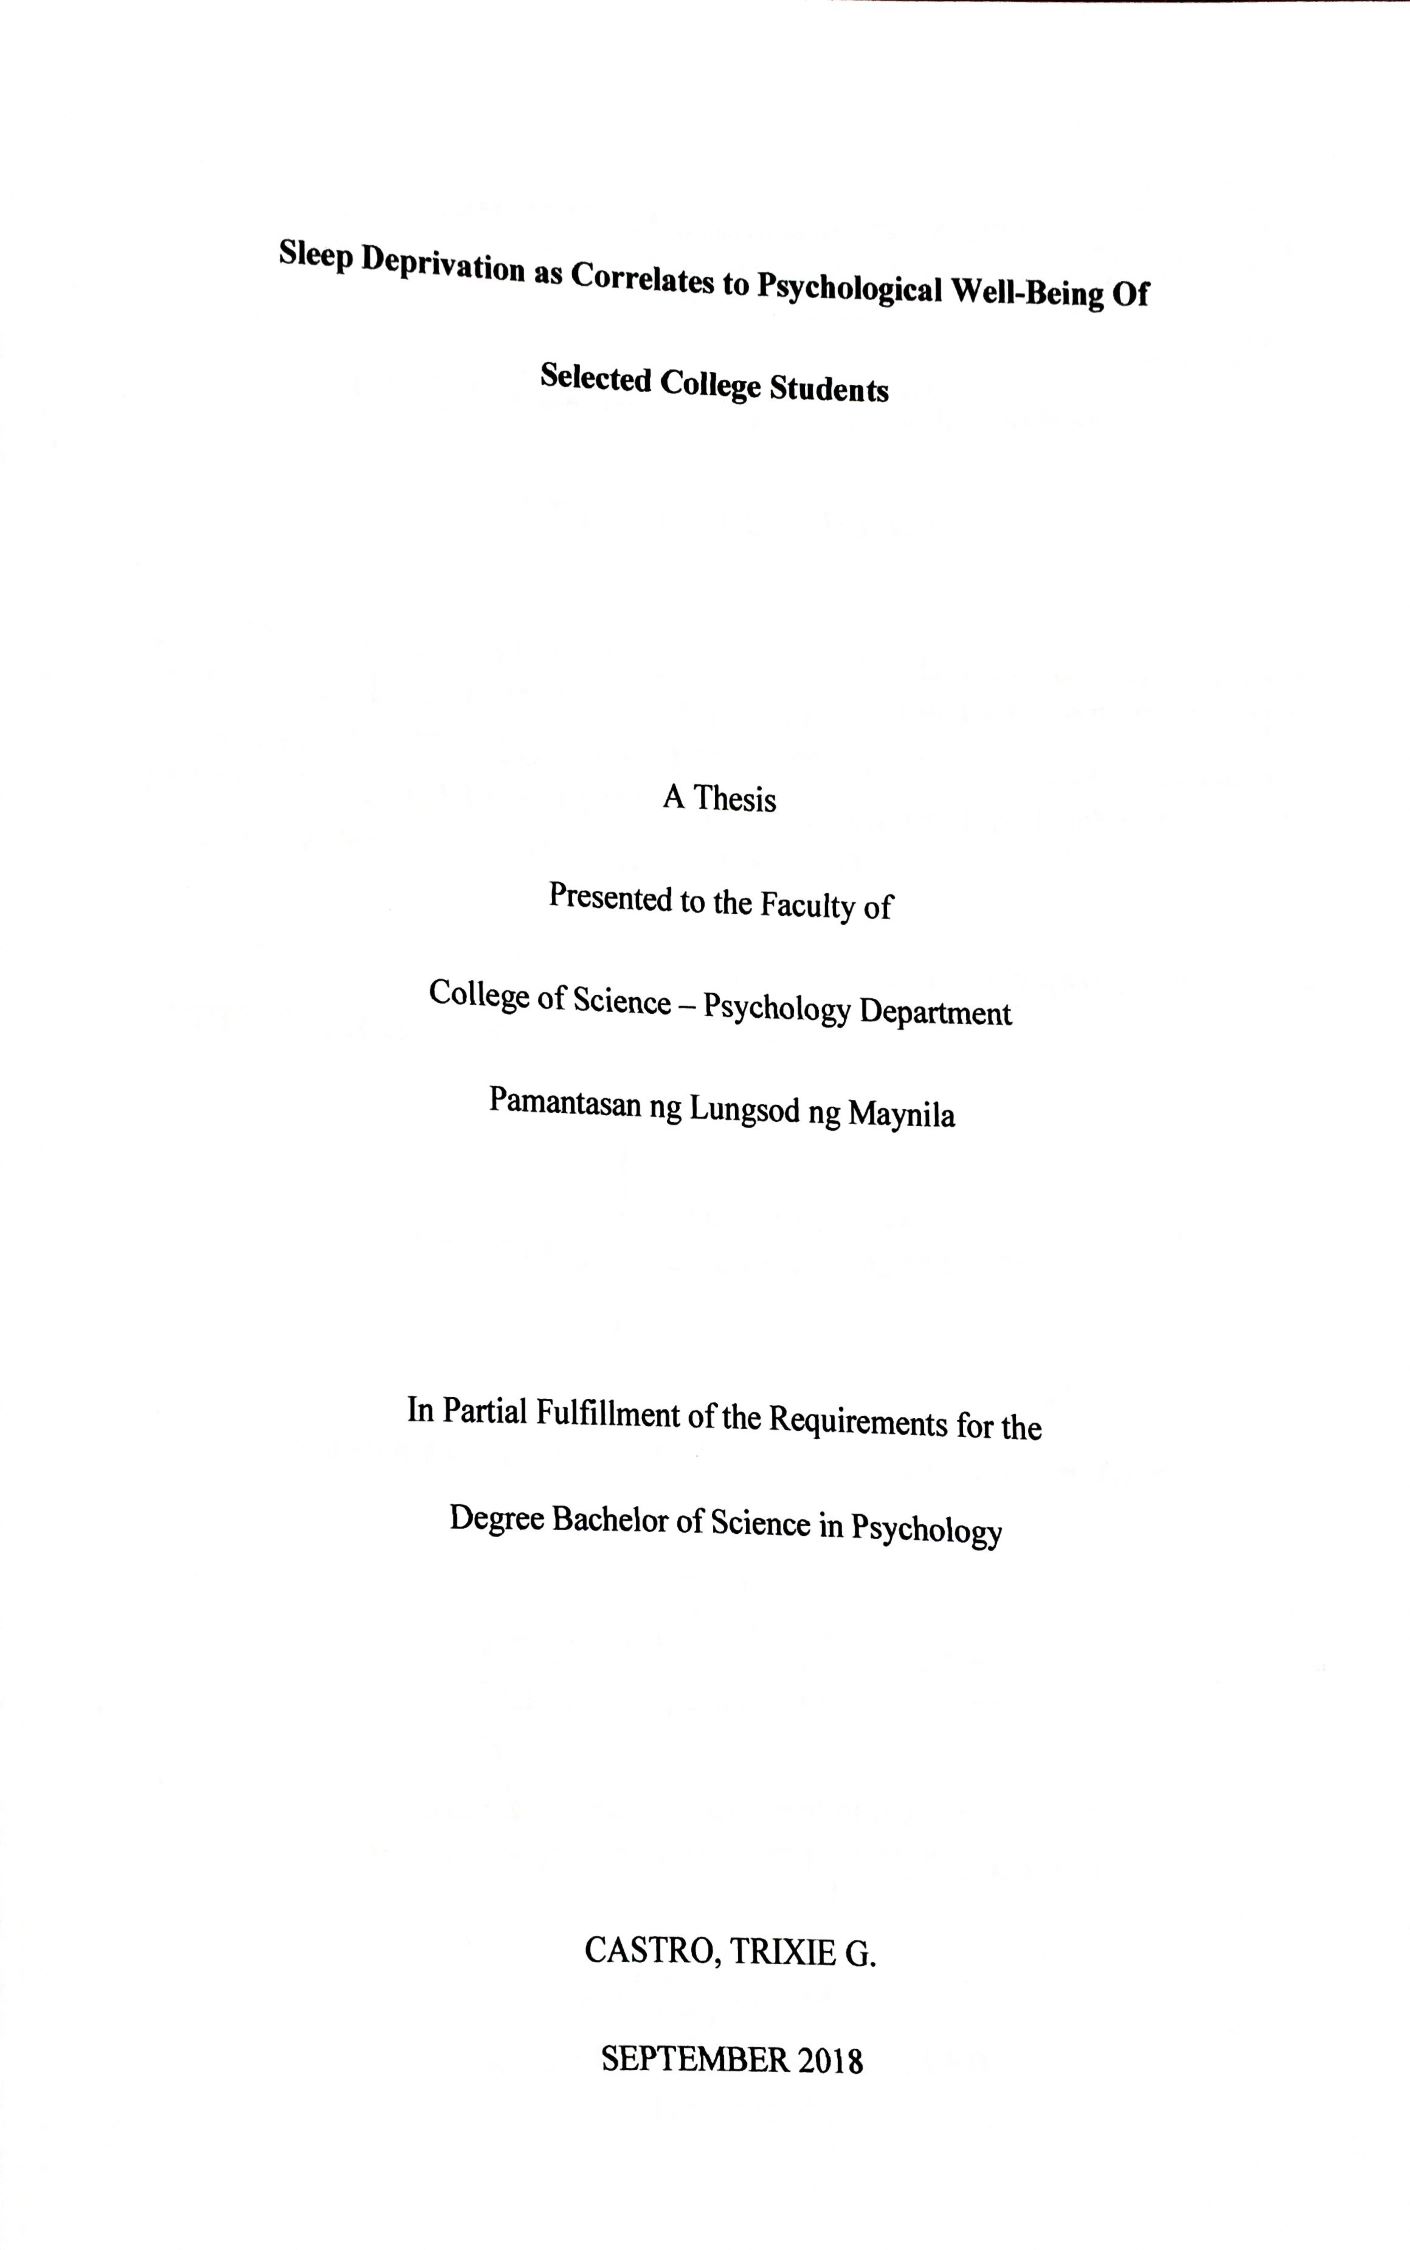 Sleep Deprivation as Correlates to Psychological Well-Being Of
Selected College Students
A Thesis
Presented to the Faculty of
College of Science – Psychology Department
Pamantasan ng Lungsod ng Maynila
In Partial Fulfillment of the Requirements for the
Degree Bachelor of Science in Psychology
CASTRO, TRIXIE G.
SEPTEMBER 2018